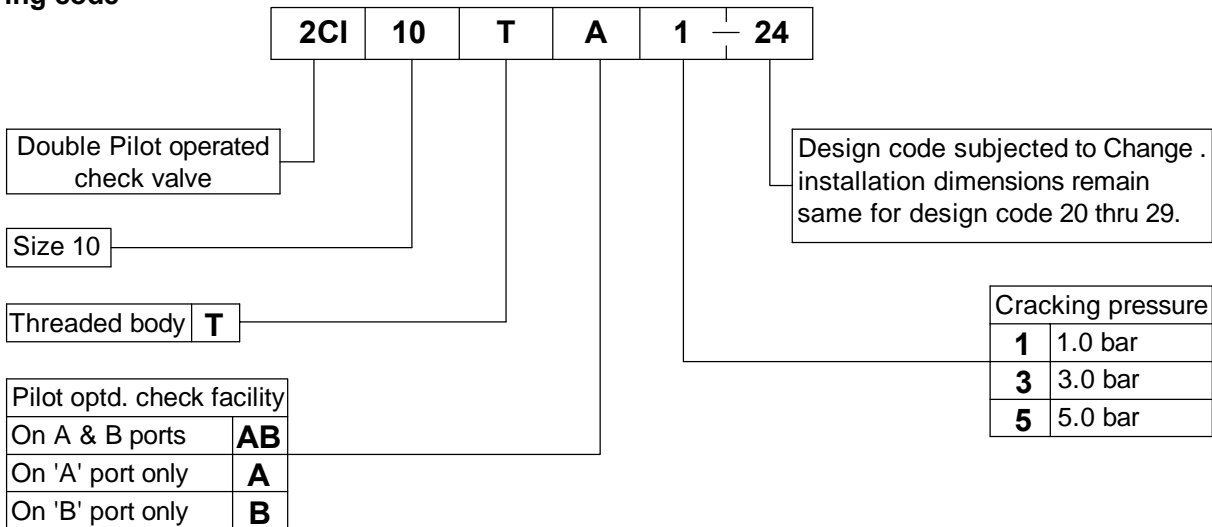 ing code
2CI 10 T A 1 — 24
Double Pilot operated
check valve
Size 10
Threaded body T
Pilot optd. check facility
On A & B ports AB
On 'A' port only A
On 'B' port only B
Design code subjected to Change .
installation dimensions remain
same for design code 20 thru 29.
Cracking pressure
1 1.0 bar
3 3.0 bar
5 5.0 bar